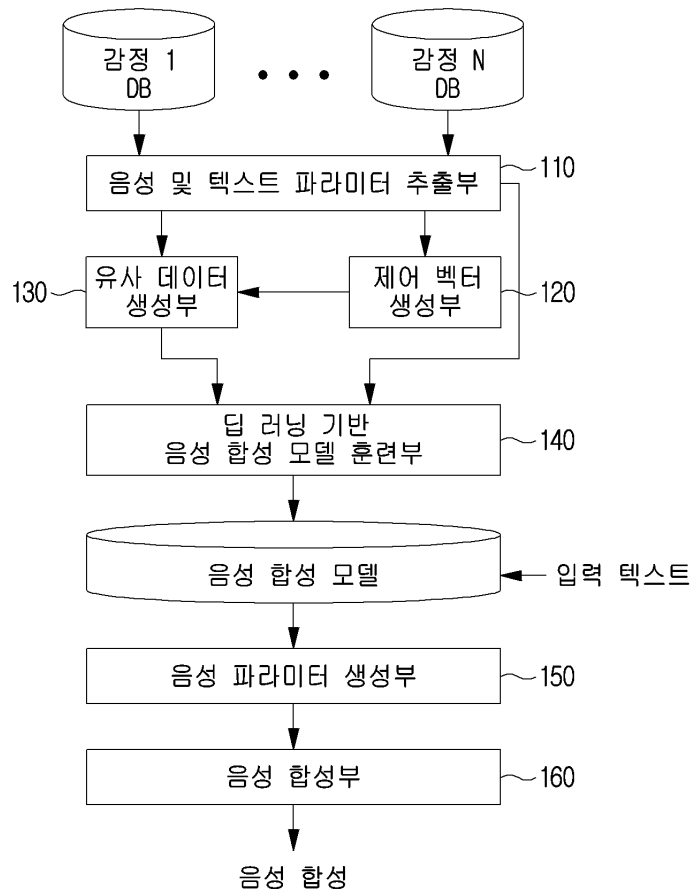 감정 1
DB
감정 N
DB
음성 및 텍스트 파라미터 추출부
110
유사 데이터
생성부
130
제어 벡터
생성부
120
딥 러닝 기반
음성 합성 모델 훈련부
140
음성 합성 모델
입력 텍스트
음성 파라미터 생성부
150
음성 합성부
160
음성 합성